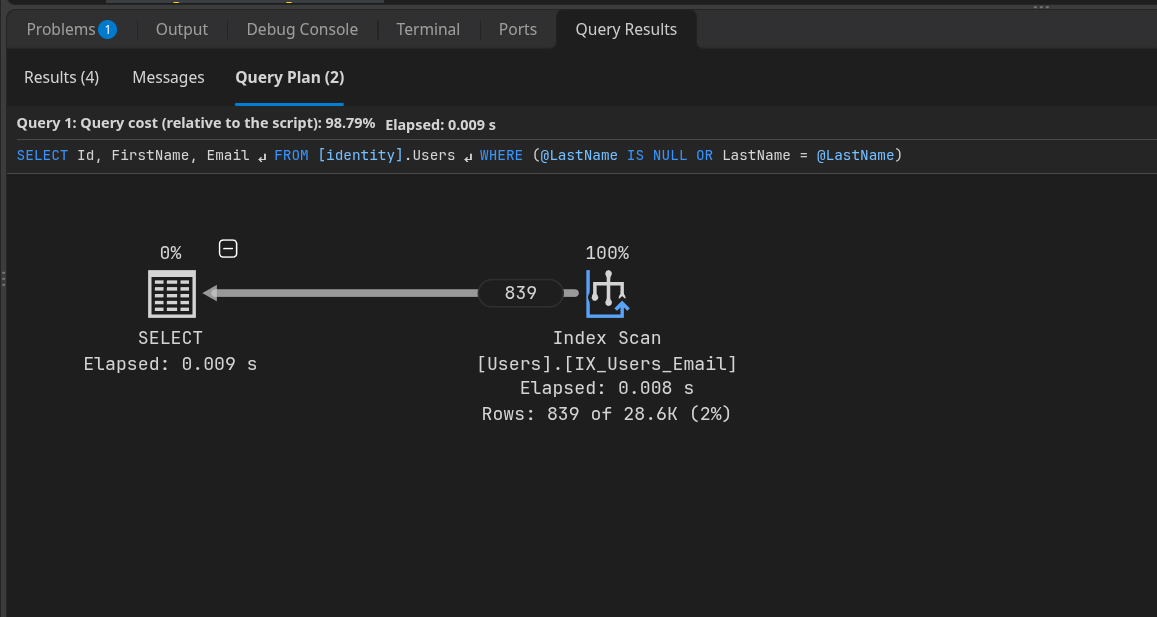 Problems 1 Output Debug Console Terminal Ports Query Results
Results (4) Messages Query Plan (2)
Query 1: Query cost (relative to the script): 98.79% Elapsed: 0.009 s
SELECT Id, FirstName, Email ↵ FROM [identity].Users ↵ WHERE (@LastName IS NULL OR LastName = @LastName)
0%
SELECT
Elapsed: 0.009 s
839
100%
Index Scan
[Users].[IX_Users_Email]
Elapsed: 0.008 s
Rows: 839 of 28.6K (2%)